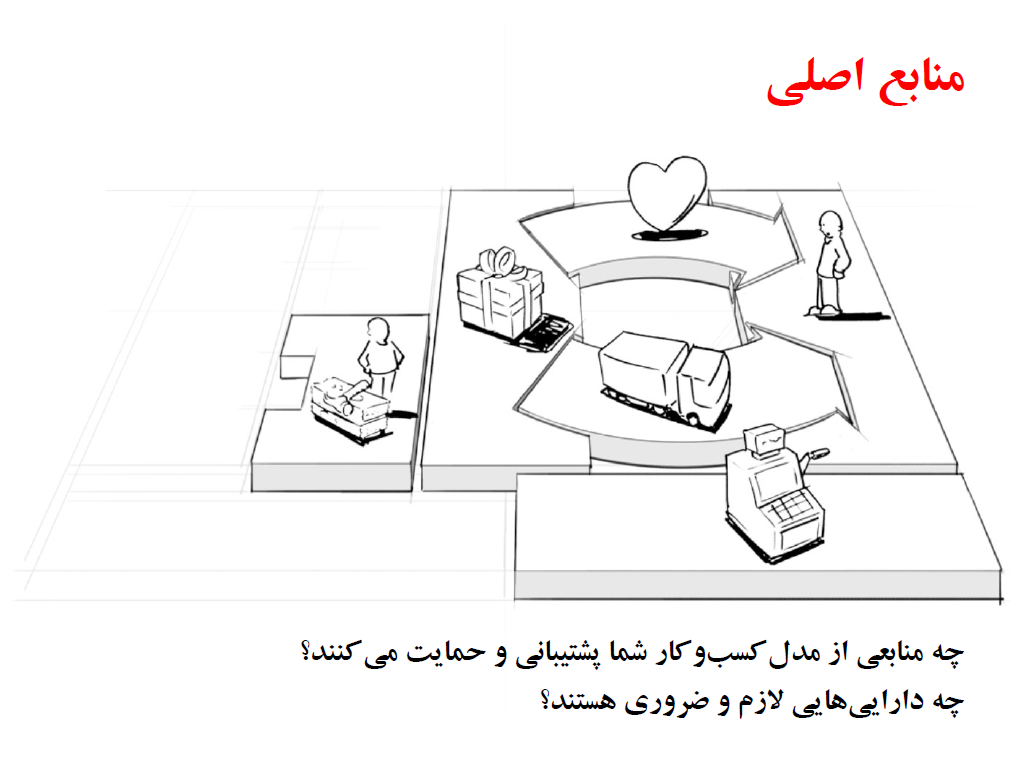 منابع اصلی
چه منابعی از مدل کسب‌وکار شما پشتیبانی و حمایت می‌کنند؟
چه دارایی‌هایی لازم و ضروری هستند؟